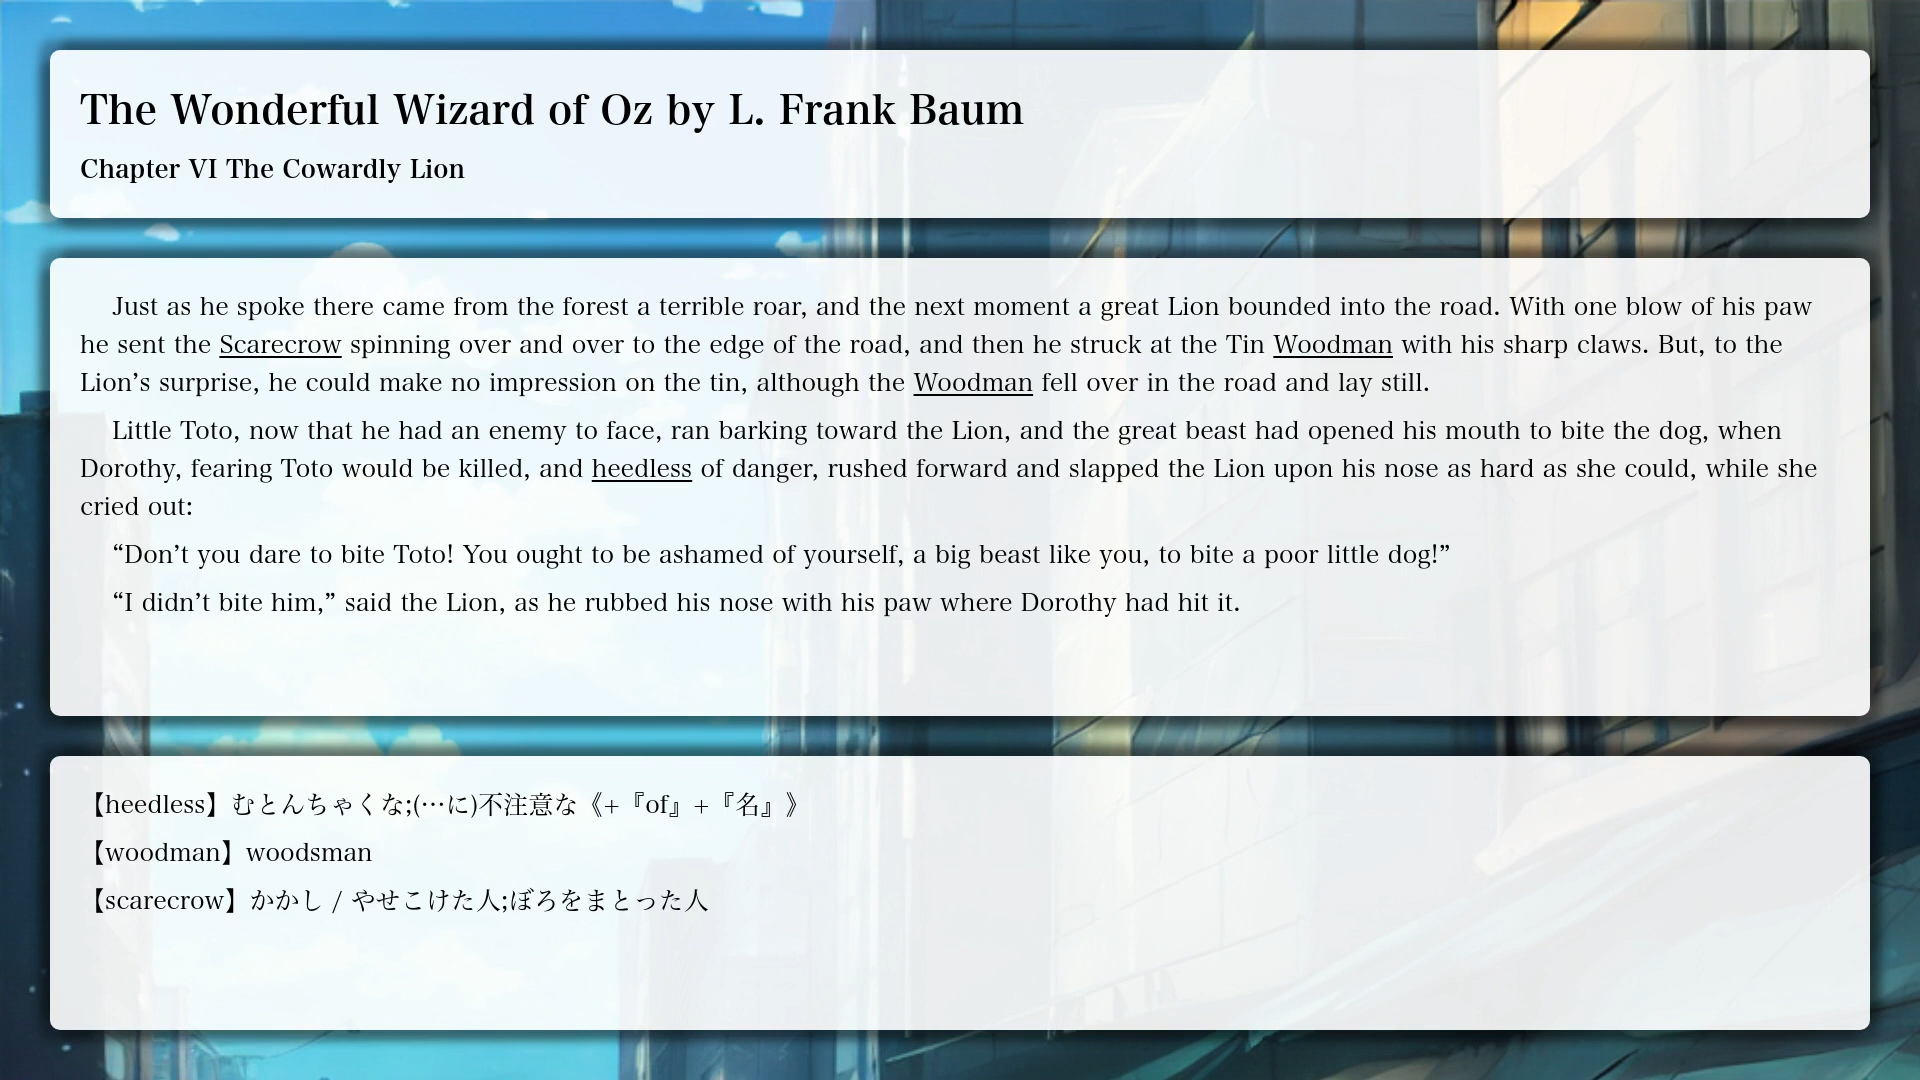 The Wonderful Wizard of Oz by L. Frank Baum
Chapter VI The Cowardly Lion
Just as he spoke there came from the forest a terrible roar, and the next moment a great Lion bounded into the road. With one blow of his paw
he sent the Scarecrow spinning over and over to the edge of the road, and then he struck at the Tin Woodman with his sharp claws. But, to the
Lion’s surprise, he could make no impression on the tin, although the Woodman fell over in the road and lay still.
Little Toto, now that he had an enemy to face, ran barking toward the Lion, and the great beast had opened his mouth to bite the dog, when
Dorothy, fearing Toto would be killed, and heedless of danger, rushed forward and slapped the Lion upon his nose as hard as she could, while she
cried out:
“Don’t you dare to bite Toto! You ought to be ashamed of yourself, a big beast like you, to bite a poor little dog!”
“I didn’t bite him,” said the Lion, as he rubbed his nose with his paw where Dorothy had hit it.
【heedless】むとんちゃくな;(…に)不注意な《+『of』+『名』》
【woodman】woodsman
【scarecrow】かかし / やせこけた人;ぼろをまとった人